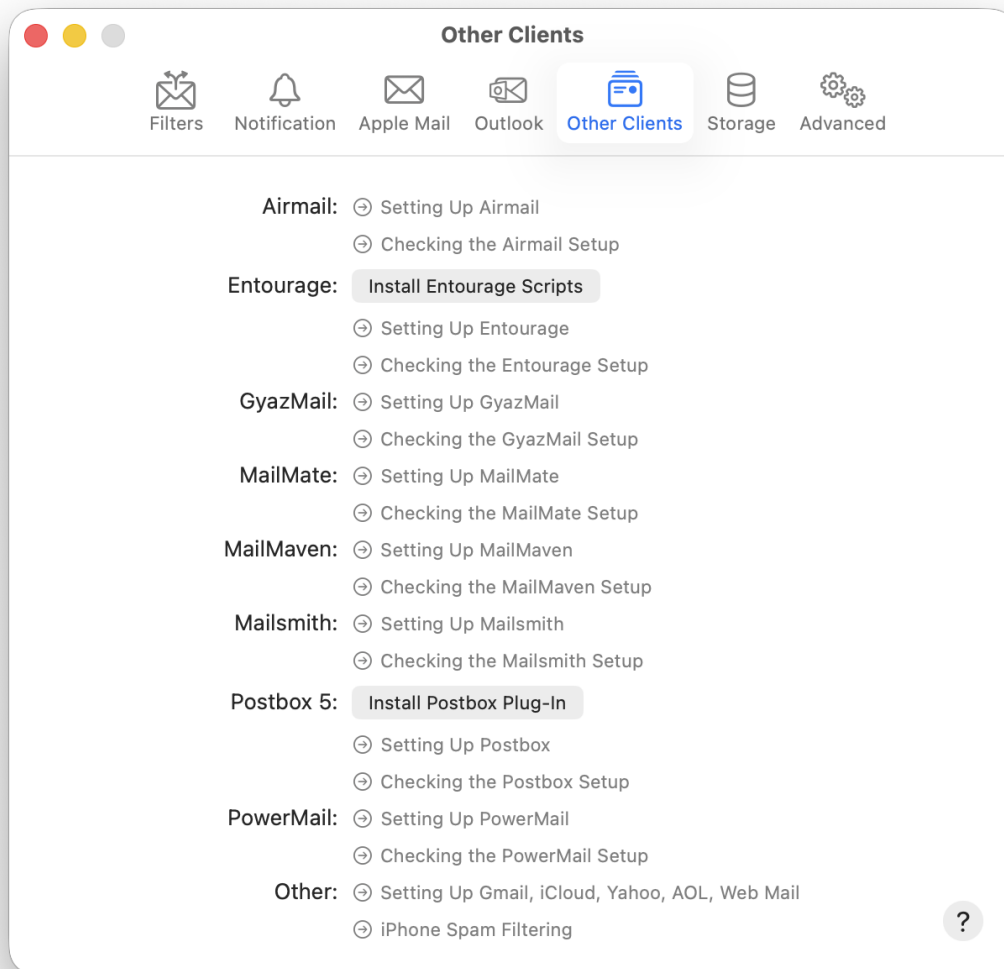 Other Clients
Filters Notification Apple Mail Outlook Other Clients Storage Advanced
Airmail: Setting Up Airmail
Checking the Airmail Setup
Entourage: Install Entourage Scripts
Setting Up Entourage
Checking the Entourage Setup
GyazMail: Setting Up GyazMail
Checking the GyazMail Setup
MailMate: Setting Up MailMate
Checking the MailMate Setup
MailMaven: Setting Up MailMaven
Checking the MailMaven Setup
Mailsmith: Setting Up Mailsmith
Checking the Mailsmith Setup
Postbox 5: Install Postbox Plug-In
Setting Up Postbox
Checking the Postbox Setup
PowerMail: Setting Up PowerMail
Checking the PowerMail Setup
Other: Setting Up Gmail, iCloud, Yahoo, AOL, Web Mail
iPhone Spam Filtering
?